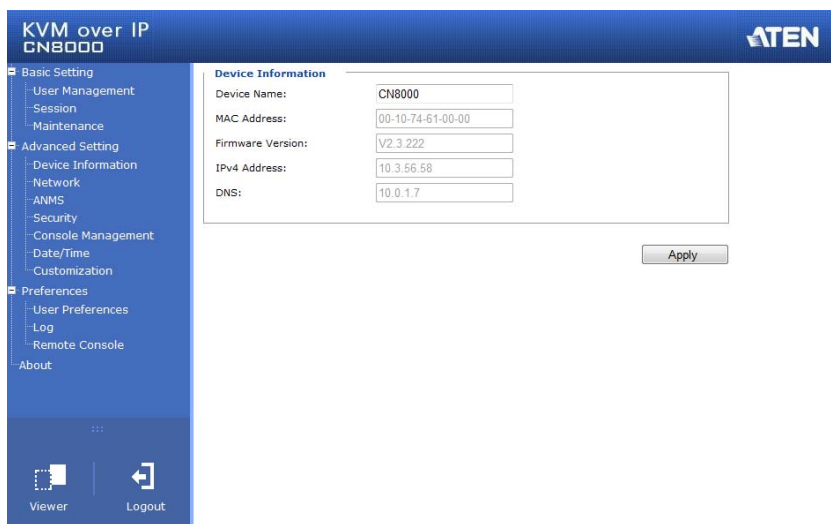 KVM over IP
CN8000
ATEN
Basic Setting
User Management
Session
Maintenance
Advanced Setting
Device Information
Network
ANMS
Security
Console Management
Date/Time
Customization
Preferences
User Preferences
Log
Remote Console
About
Viewer
Logout
Device Information
Device Name: CN8000
MAC Address: 00-10-74-61-00-00
Firmware Version: V2.3.222
IPv4 Address: 10.3.56.58
DNS: 10.0.1.7
Apply